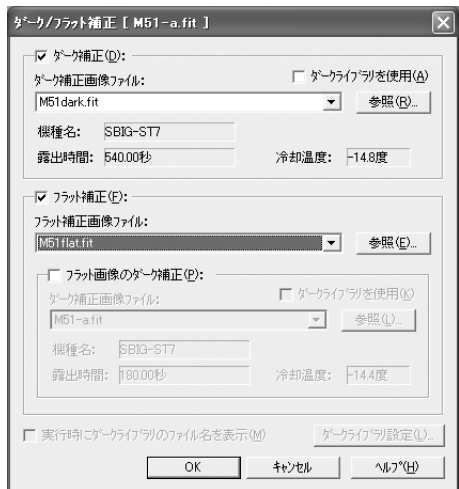 ダーク/フラット補正 [ M51-a.fit ]
ダーク補正(D):
ダークライブラリを使用(A)
ダーク補正画像ファイル:
M51dark.fit
参照(R)...
機種名: SBIG-ST7
露出時間: 540.00秒 冷却温度: -14.8度
フラット補正(F):
フラット補正画像ファイル:
M51flat.fit
参照(E)...
フラット画像のダーク補正(P):
ダークライブラリを使用(K)
ダーク補正画像ファイル:
M51-a.fit
参照(L)...
機種名: SBIG-ST7
露出時間: 180.00秒 冷却温度: -14.4度
実行時にダークライブラリのファイル名を表示(M)
ダークライブラリ設定(L)...
OK キャンセル ヘルプ(H)